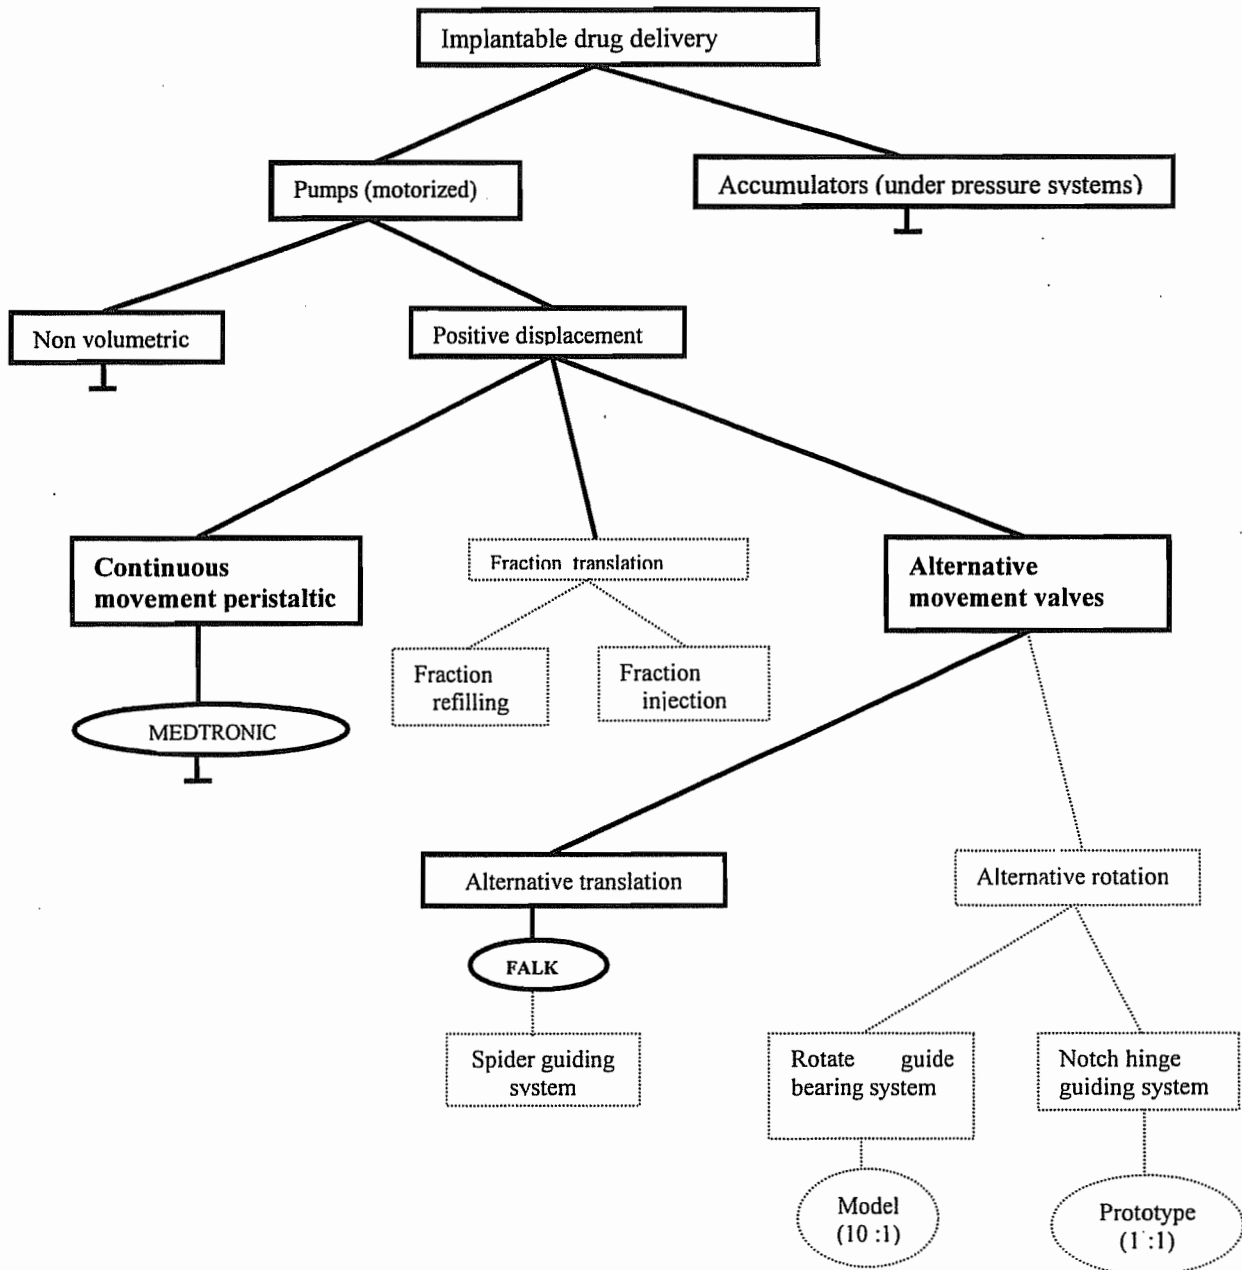 Implantable drug delivery
Pumps (motorized)
Accumulators (under pressure systems)
Non volumetric
Positive displacement
Continuous
movement peristaltic
Fraction translation
Alternative
movement valves
Fraction
refilling
Fraction
injection
MEDTRONIC
Alternative translation
Alternative rotation
FALK
Spider guiding
system
Rotate guide
bearing system
Notch hinge
guiding system
Model
(10 :1)
Prototype
(1 :1)